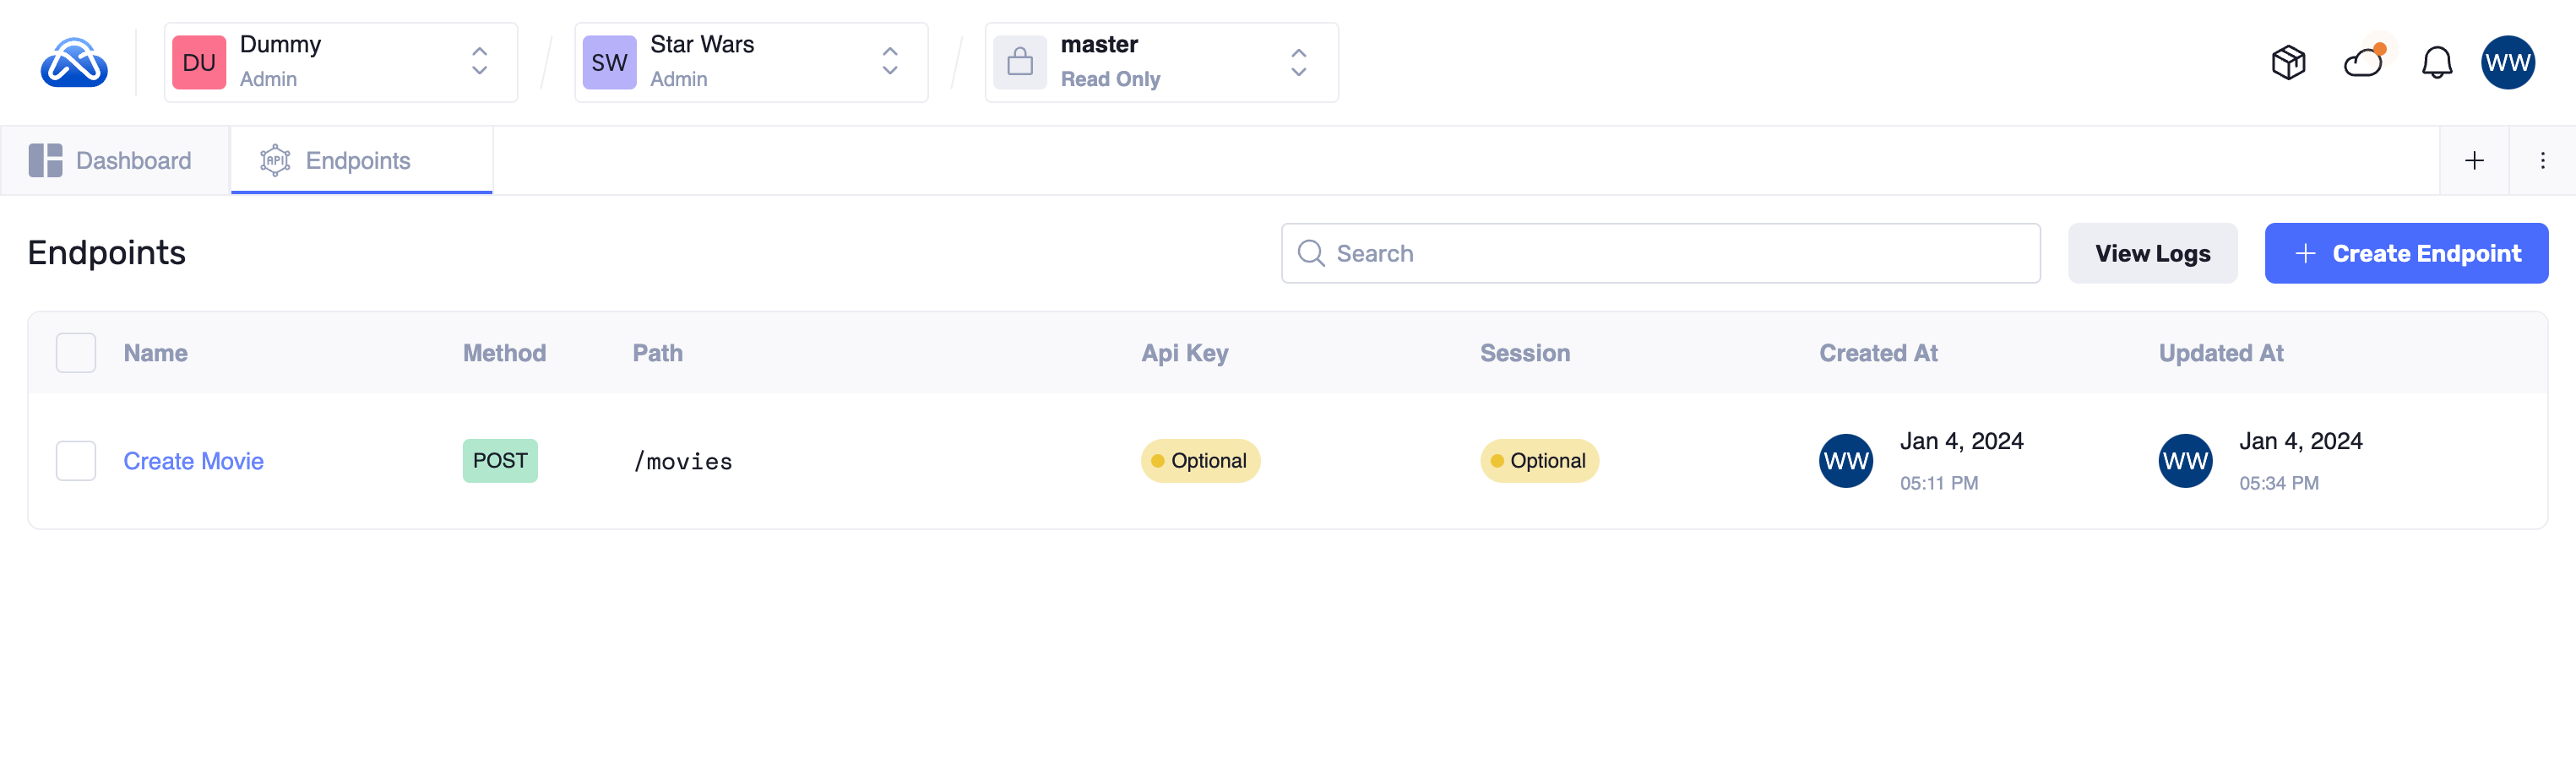 DU Dummy Admin
SW Star Wars Admin
master Read Only
WW
Dashboard
API Endpoints
Endpoints
Search
View Logs
Create Endpoint
Name Method Path Api Key Session Created At Updated At
Create Movie POST /movies Optional Optional WW Jan 4, 2024 05:11 PM WW Jan 4, 2024 05:34 PM